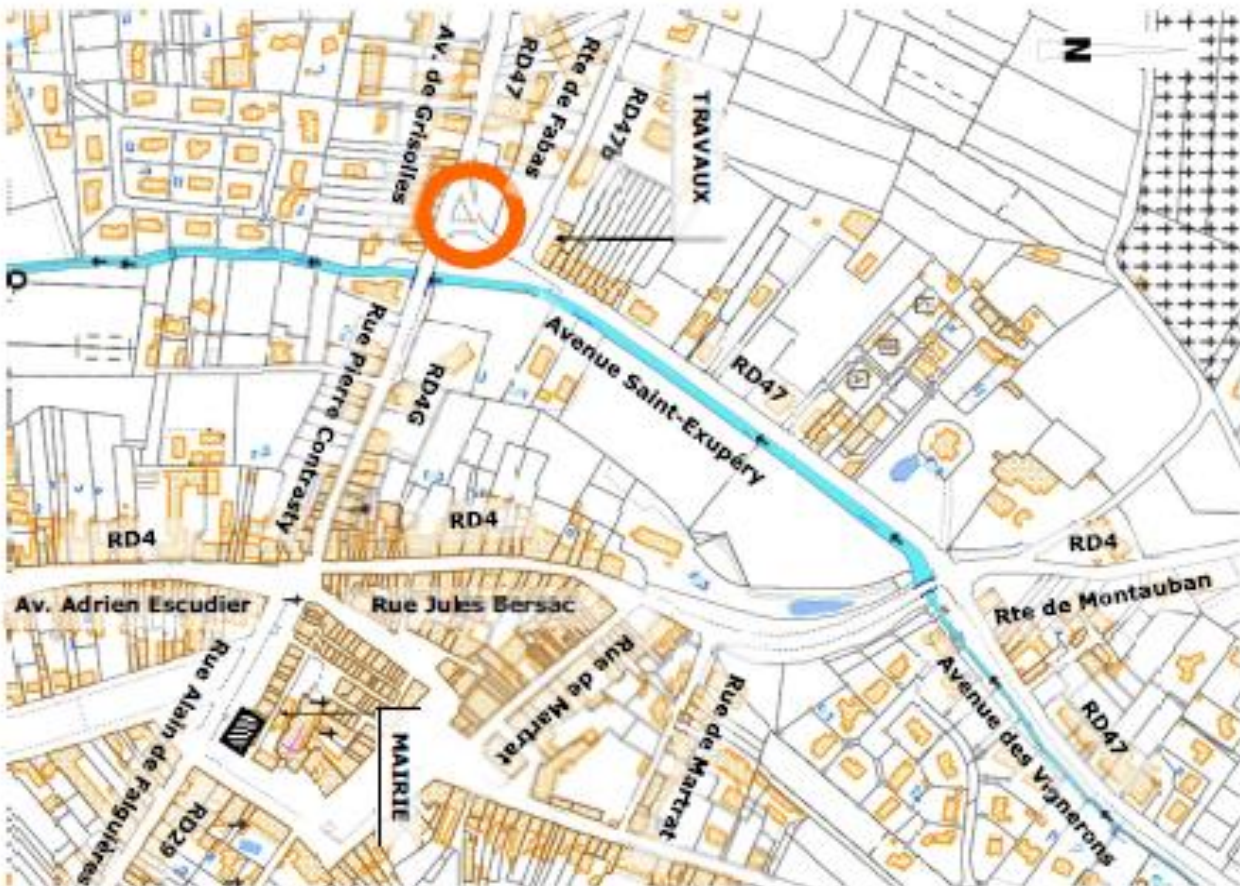 N
Av. de Grisolles
RD47
Rte de Fabas
RD47b
TRAVAUX
Rue Pierre Contrasty
RD4G
Avenue Saint-Exupéry
RD47
RD4
RD4
RD4
Av. Adrien Escudier
Rue Jules Bersac
Rte de Montauban
Rue Alain de Falguières
Rue de Martrat
Rue de Martrat
Avenue des Vignerons
RD47
MAIRIE
RD29